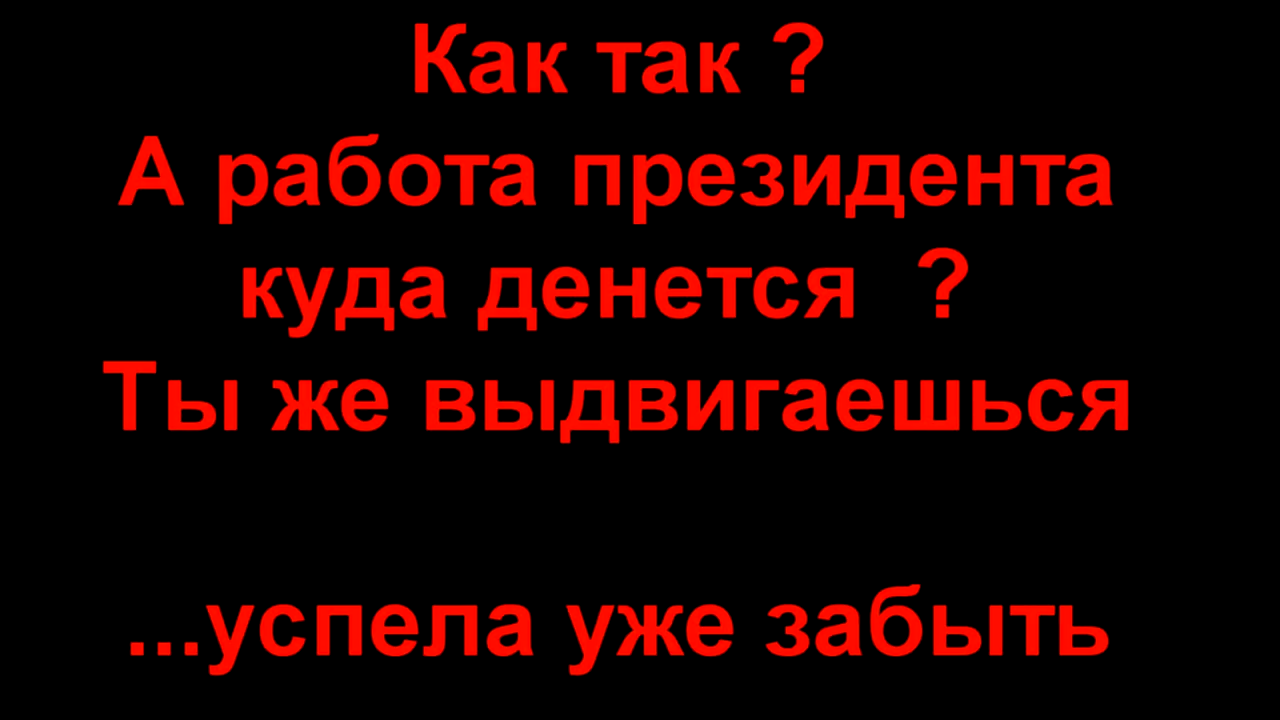 Как так ?
А работа президента
куда денется ?
Ты же выдвигаешься
...успела уже забыть